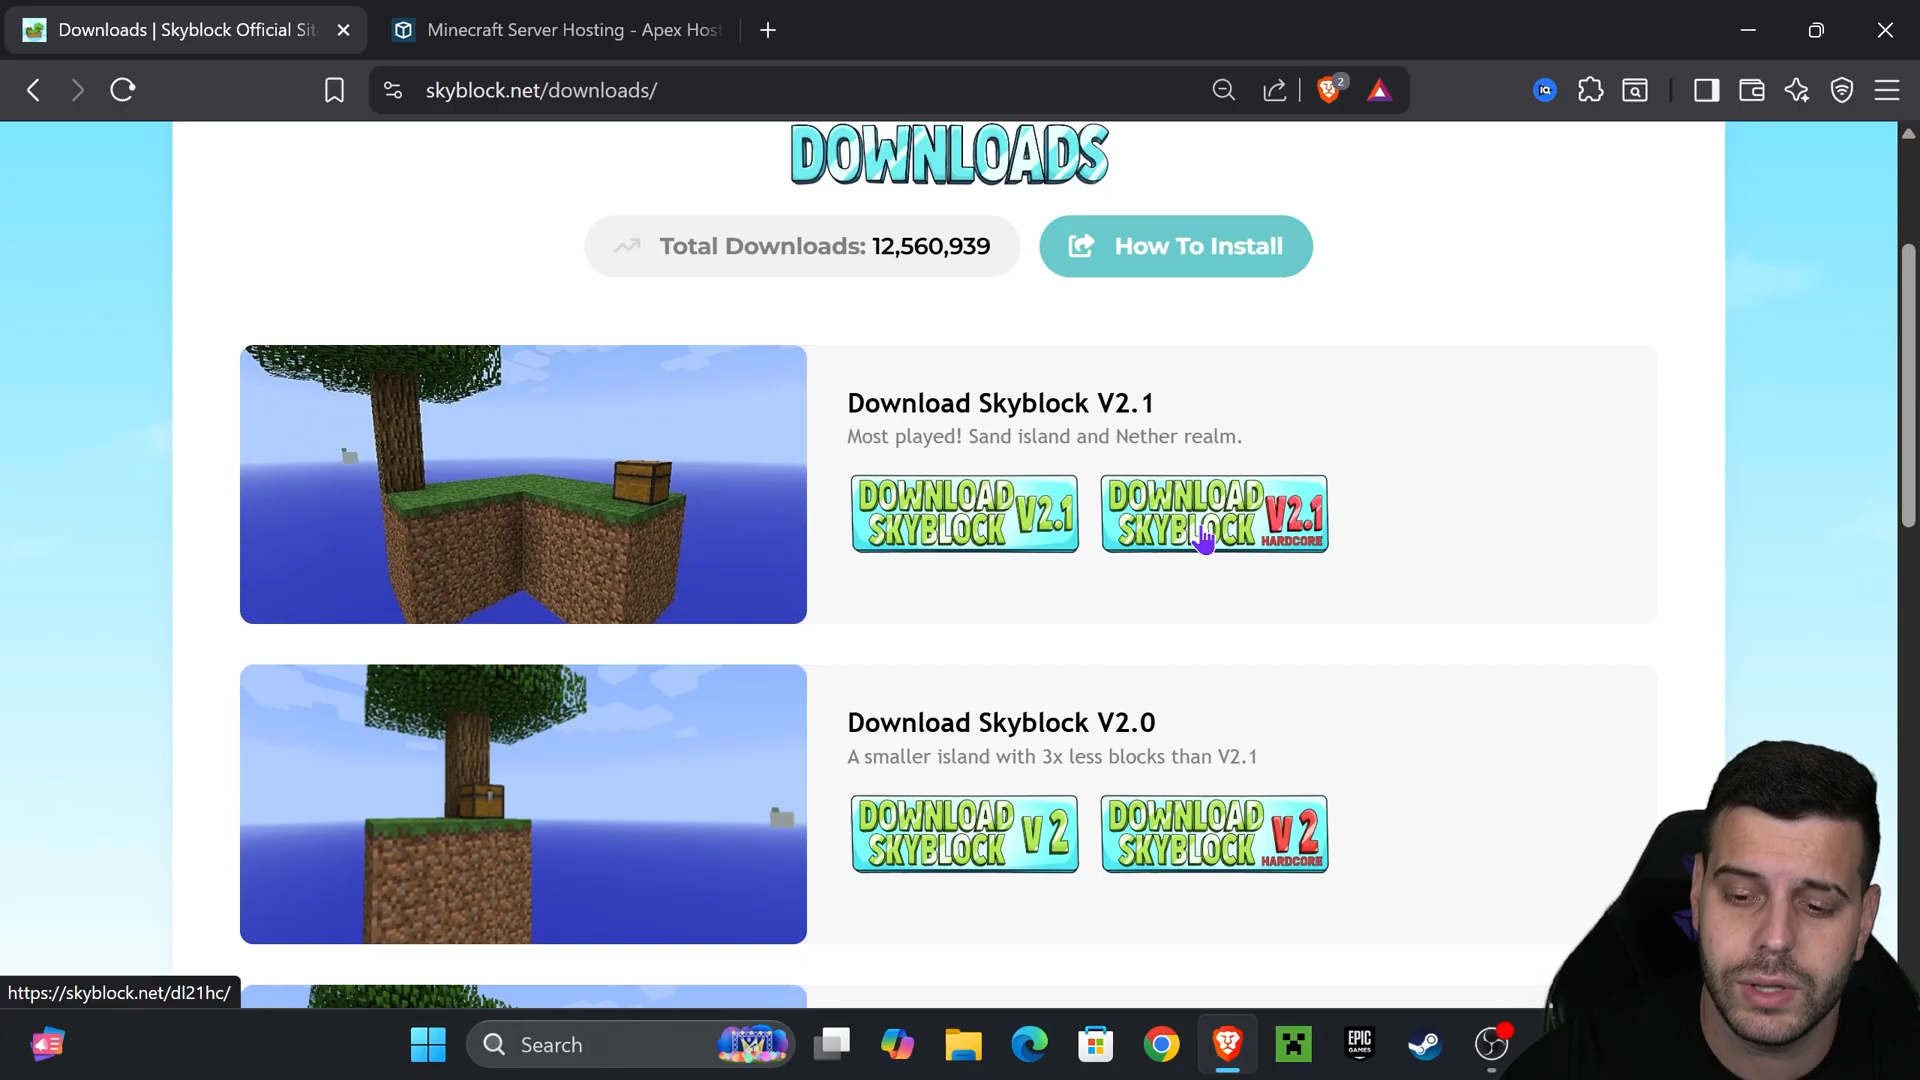 Downloads | Skyblock Official Sit
Minecraft Server Hosting - Apex Host
skyblock.net/downloads/
2
IQ
DOWNLOADS
Total Downloads: 12,560,939
How To Install
Download Skyblock V2.1
Most played! Sand island and Nether realm.
DOWNLOAD SKYBLOCK V2.1
DOWNLOAD SKYBLOCK V2.1 HARDCORE
Download Skyblock V2.0
A smaller island with 3x less blocks than V2.1
DOWNLOAD SKYBLOCK V2
DOWNLOAD SKYBLOCK V2 HARDCORE
https://skyblock.net/dl21hc/
Search
EPIC GAMES